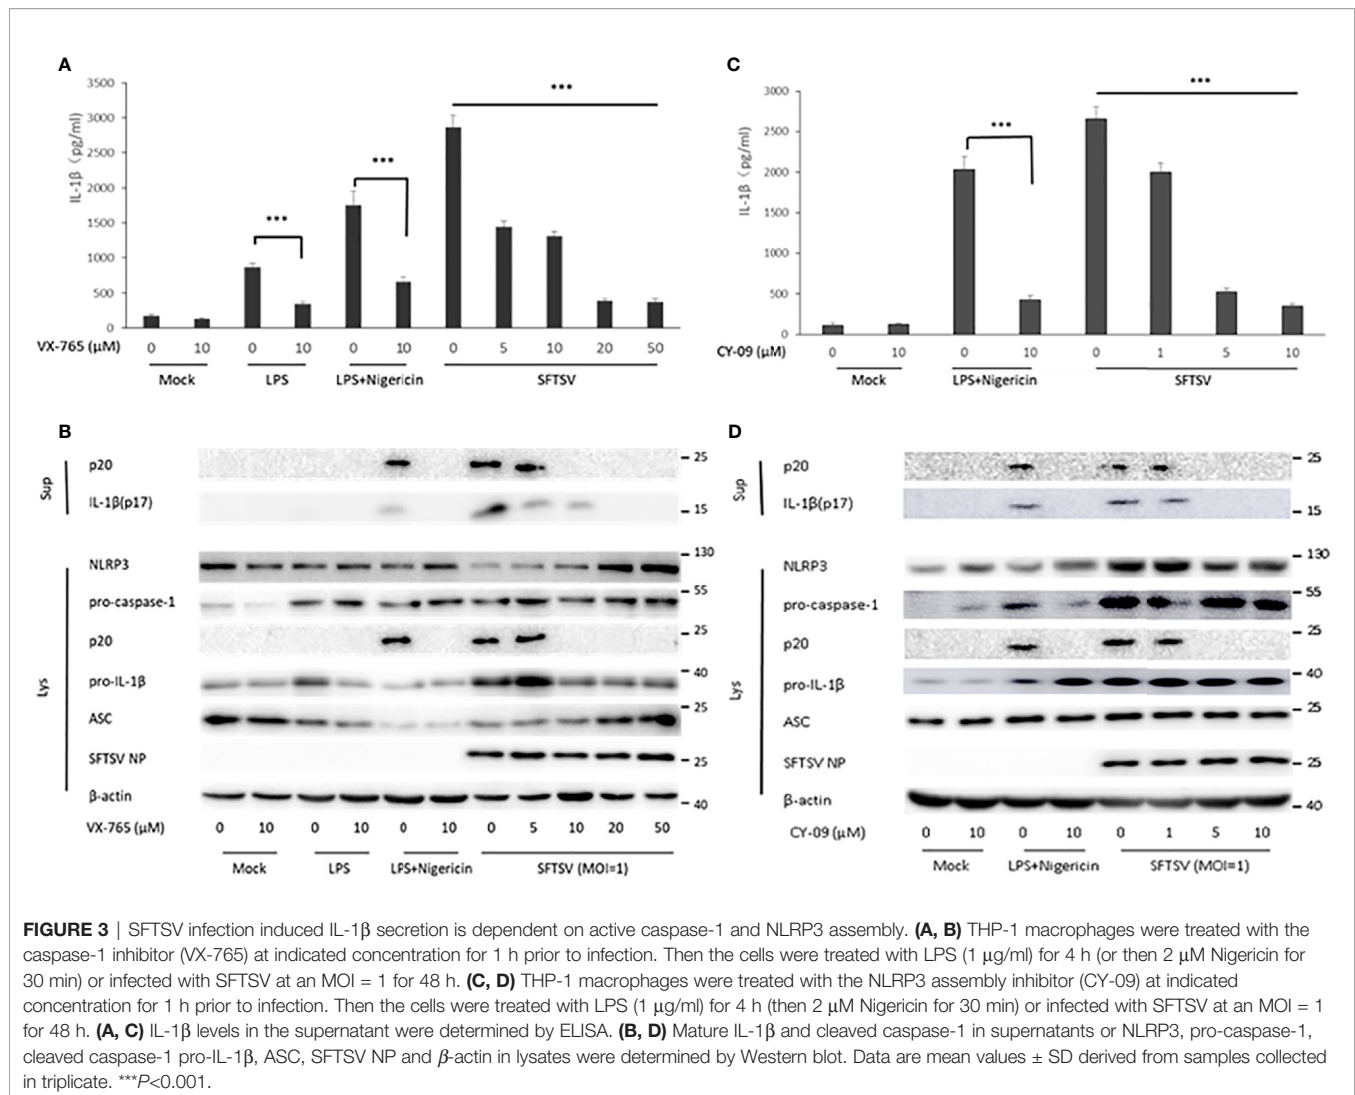 A
3500
3000
2500
2000
1500
1000
500
0
IL-1β (pg/ml)
***
***
***
VX-765 (μM) 0 10 0 10 0 10 0 5 10 20 50
Mock LPS LPS+Nigericin SFTSV
C
3000
2500
2000
1500
1000
500
0
IL-1β (pg/ml)
***
***
CY-09 (μM) 0 10 0 10 0 1 5 10
Mock LPS+Nigericin SFTSV
B
Sup
p20 25
IL-1β(p17) 15
Lys
NLRP3 130
pro-caspase-1 55
p20 25
pro-IL-1β 40
ASC 25
SFTSV NP 25
β-actin 40
VX-765 (μM) 0 10 0 10 0 10 0 5 10 20 50
Mock LPS LPS+Nigericin SFTSV (MOI=1)
D
Sup
p20 25
IL-1β(p17) 15
Lys
NLRP3 130
pro-caspase-1 55
p20 25
pro-IL-1β 40
ASC 25
SFTSV NP 25
β-actin 40
CY-09 (μM) 0 10 0 10 0 1 5 10
Mock LPS+Nigericin SFTSV (MOI=1)
FIGURE 3 | SFTSV infection induced IL-1β secretion is dependent on active caspase-1 and NLRP3 assembly. (A, B) THP-1 macrophages were treated with the
caspase-1 inhibitor (VX-765) at indicated concentration for 1 h prior to infection. Then the cells were treated with LPS (1 μg/ml) for 4 h (or then 2 μM Nigericin for
30 min) or infected with SFTSV at an MOI = 1 for 48 h. (C, D) THP-1 macrophages were treated with the NLRP3 assembly inhibitor (CY-09) at indicated
concentration for 1 h prior to infection. Then the cells were treated with LPS (1 μg/ml) for 4 h (then 2 μM Nigericin for 30 min) or infected with SFTSV at an MOI = 1
for 48 h. (A, C) IL-1β levels in the supernatant were determined by ELISA. (B, D) Mature IL-1β and cleaved caspase-1 in supernatants or NLRP3, pro-caspase-1,
cleaved caspase-1 pro-IL-1β, ASC, SFTSV NP and β-actin in lysates were determined by Western blot. Data are mean values ± SD derived from samples collected
in triplicate. ***P<0.001.